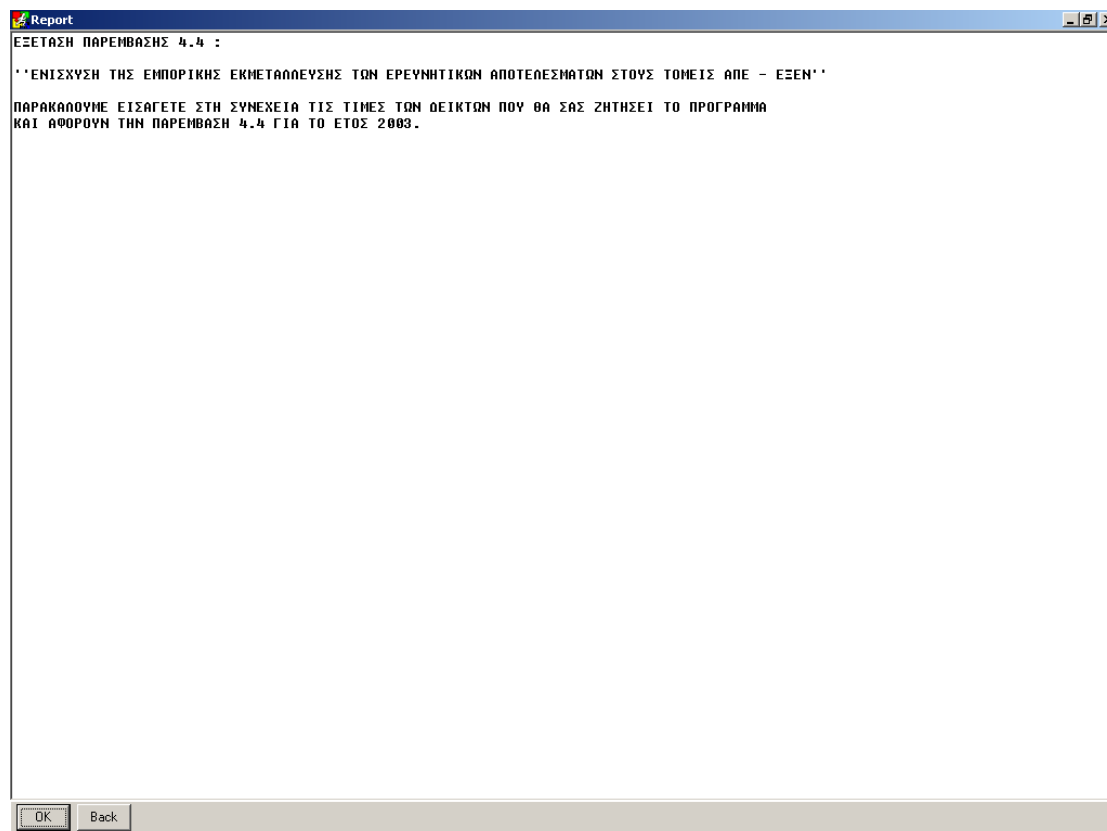 Report
ΕΞΕΤΑΣΗ ΠΑΡΕΜΒΑΣΗΣ 4.4 :
''ΕΝΙΣΧΥΣΗ ΤΗΣ ΕΜΠΟΡΙΚΗΣ ΕΚΜΕΤΑΛΛΕΥΣΗΣ ΤΩΝ ΕΡΕΥΝΗΤΙΚΩΝ ΑΠΟΤΕΛΕΣΜΑΤΩΝ ΣΤΟΥΣ ΤΟΜΕΙΣ ΑΠΕ - ΕΞΕΝ''
ΠΑΡΑΚΑΛΟΥΜΕ ΕΙΣΑΓΕΤΕ ΣΤΗ ΣΥΝΕΧΕΙΑ ΤΙΣ ΤΙΜΕΣ ΤΩΝ ΔΕΙΚΤΩΝ ΠΟΥ ΘΑ ΣΑΣ ΖΗΤΗΣΕΙ ΤΟ ΠΡΟΓΡΑΜΜΑ
ΚΑΙ ΑΦΟΡΟΥΝ ΤΗΝ ΠΑΡΕΜΒΑΣΗ 4.4 ΓΙΑ ΤΟ ΕΤΟΣ 2003.
OK Back